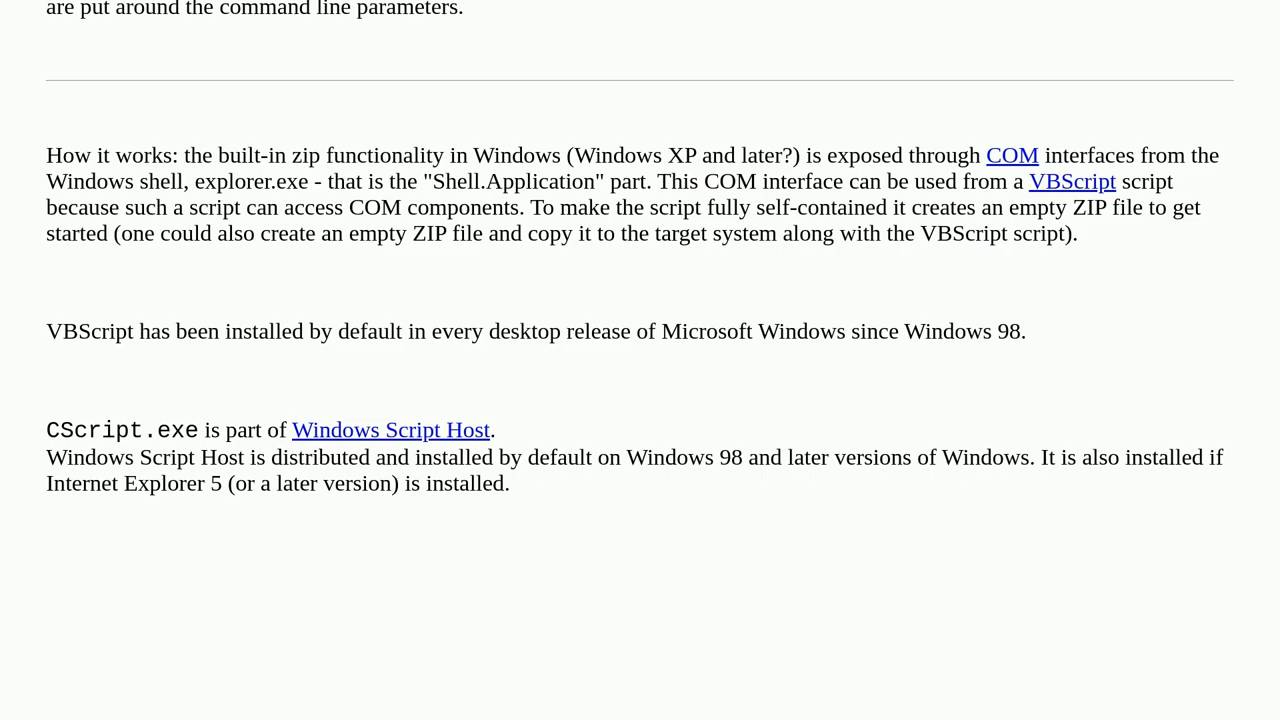 are put around the command line parameters.
How it works: the built-in zip functionality in Windows (Windows XP and later?) is exposed through COM interfaces from the
Windows shell, explorer.exe - that is the "Shell.Application" part. This COM interface can be used from a VBScript script
because such a script can access COM components. To make the script fully self-contained it creates an empty ZIP file to get
started (one could also create an empty ZIP file and copy it to the target system along with the VBScript script).
VBScript has been installed by default in every desktop release of Microsoft Windows since Windows 98.
CScript.exe is part of Windows Script Host.
Windows Script Host is distributed and installed by default on Windows 98 and later versions of Windows. It is also installed if
Internet Explorer 5 (or a later version) is installed.